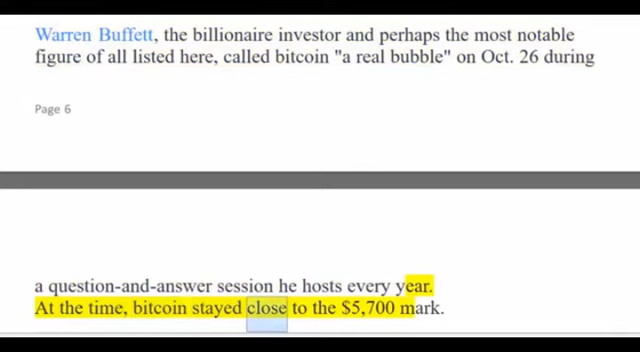 Warren Buffett, the billionaire investor and perhaps the most notable
figure of all listed here, called bitcoin "a real bubble" on Oct. 26 during
Page 6
a question-and-answer session he hosts every year.
At the time, bitcoin stayed close to the $5,700 mark.